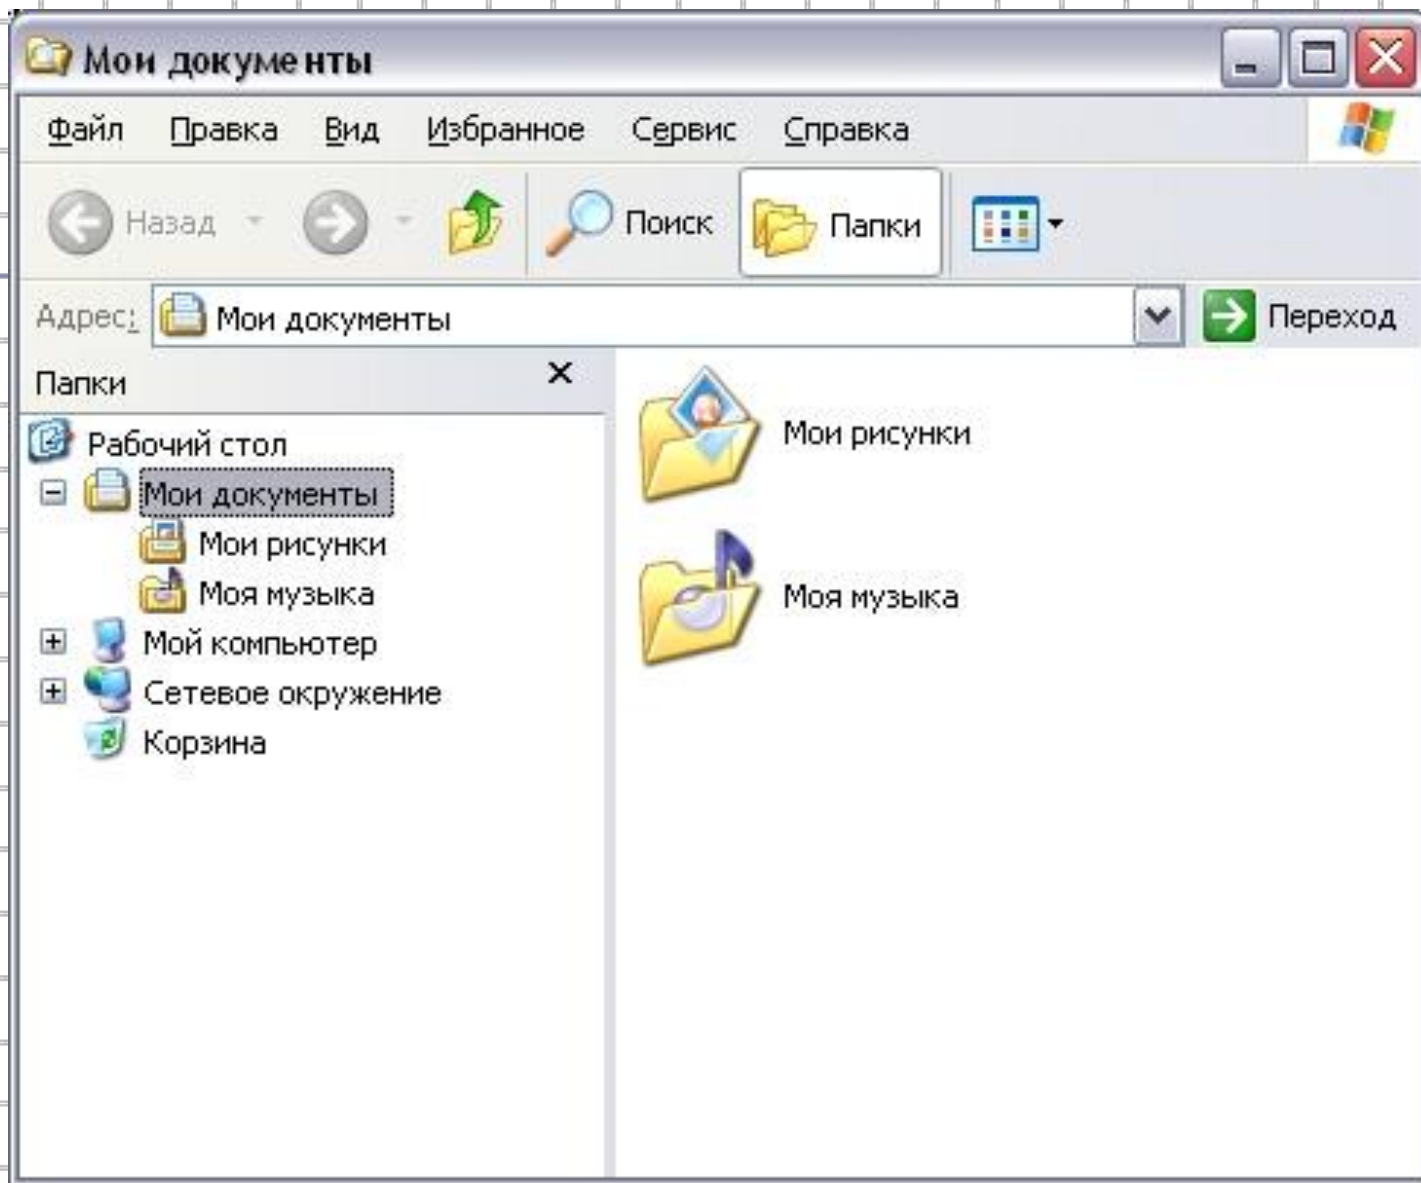 Мои документы
Файл Правка Вид Избранное Сервис Справка
Назад Поиск Папки
Адрес: Мои документы Переход
Папки
Рабочий стол
Мои документы
Мои рисунки
Моя музыка
Мой компьютер
Сетевое окружение
Корзина
Мои рисунки
Моя музыка